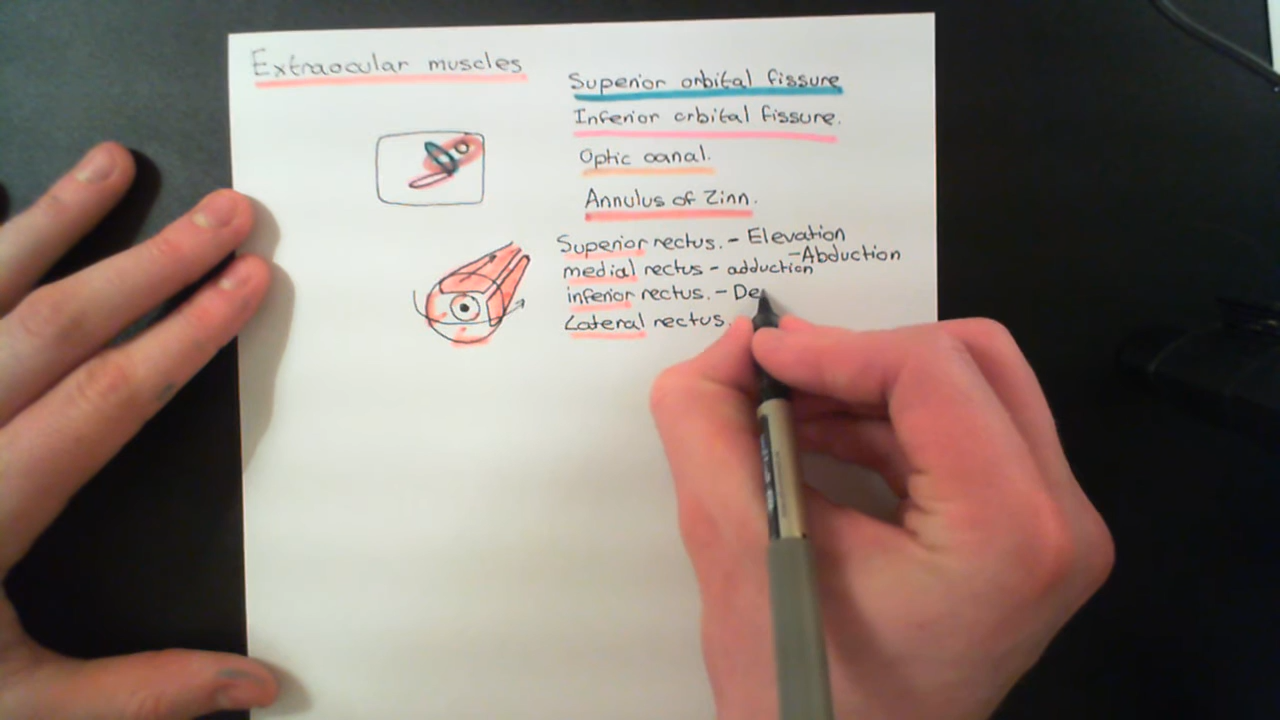 Extraocular muscles
Superior orbital fissure
Inferior orbital fissure.
Optic canal.
Annulus of Zinn.
Superior rectus. - Elevation
- Abduction
medial rectus - adduction
inferior rectus. - De
Lateral rectus.